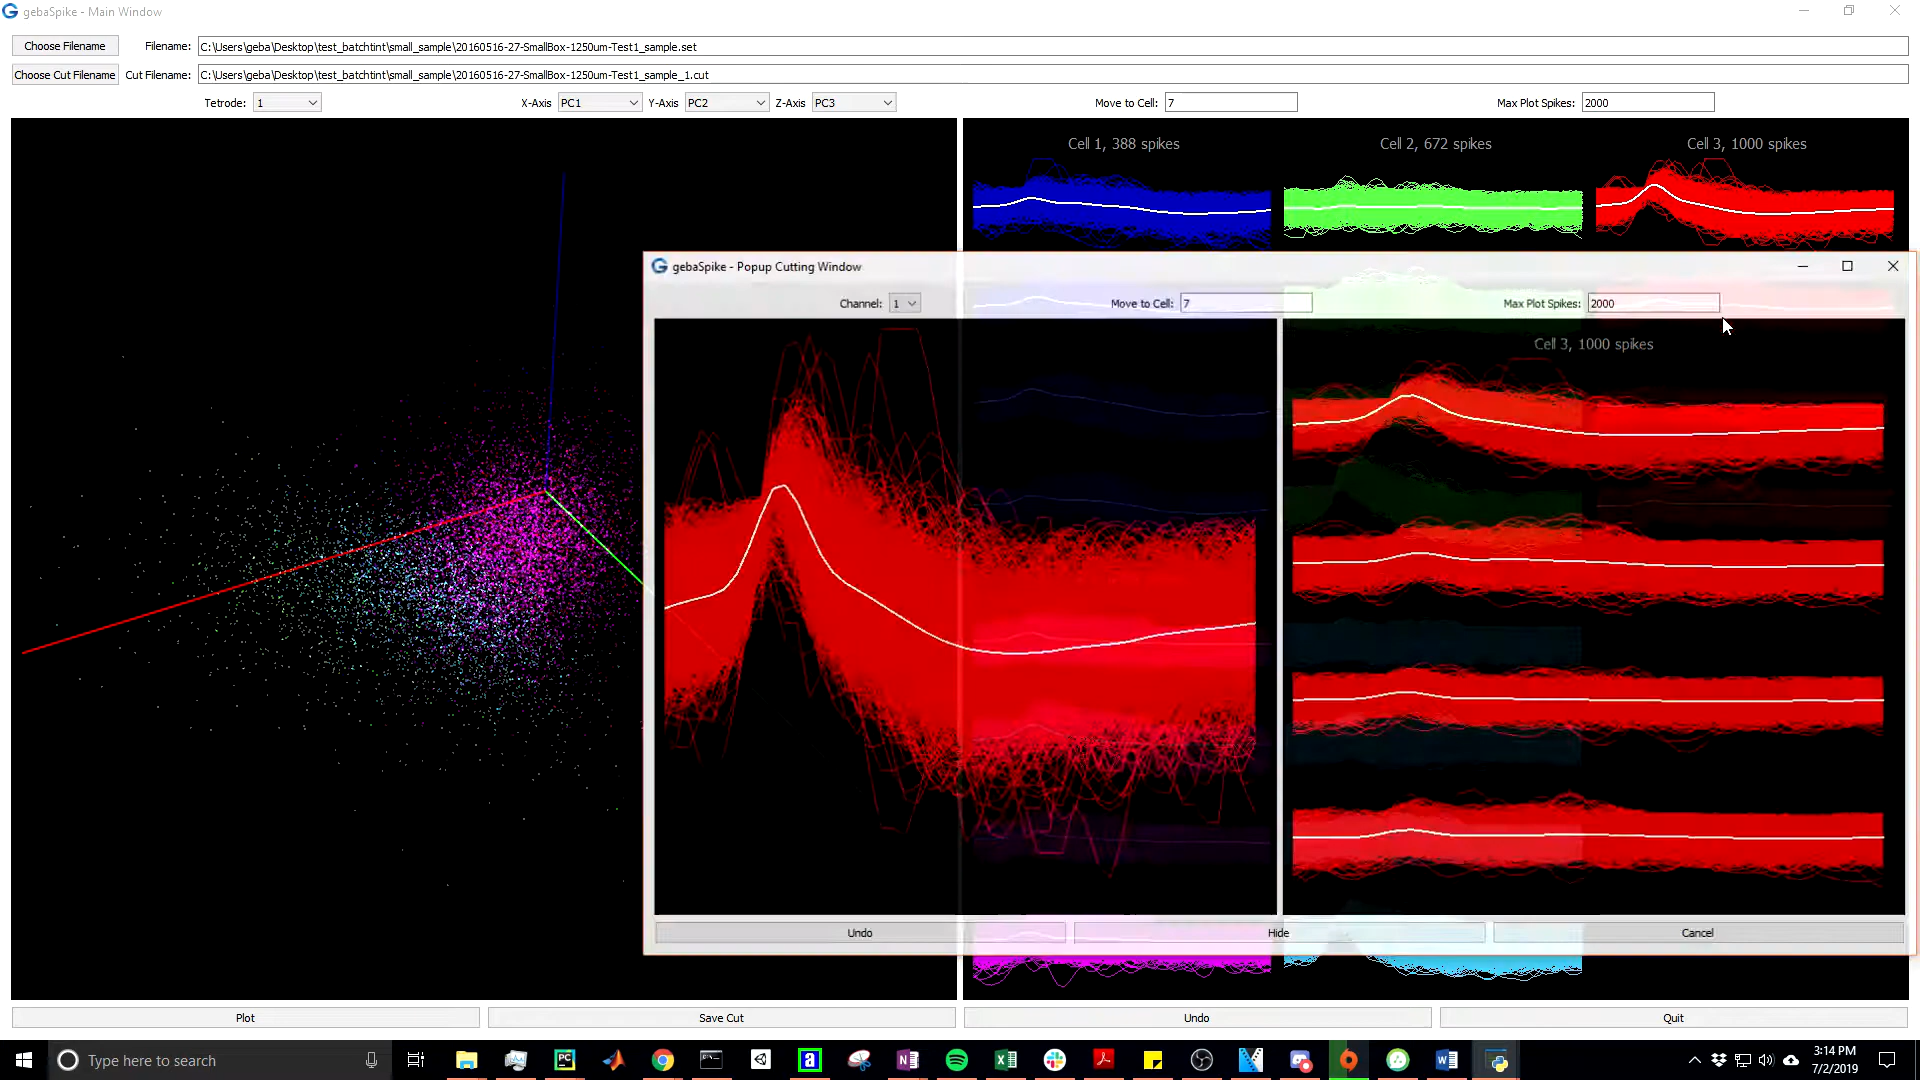 gebaSpike - Main Window
Choose Filename Filename: C:\Users\geba\Desktop\test_batchtint\small_sample\20160516-27-SmallBox-1250um-Test1_sample.set
Choose Cut Filename Cut Filename: C:\Users\geba\Desktop\test_batchtint\small_sample\20160516-27-SmallBox-1250um-Test1_sample_1.cut
Tetrode: 1 X-Axis PC1 Y-Axis PC2 Z-Axis PC3 Move to Cell: 7 Max Plot Spikes: 2000
Cell 1, 388 spikes Cell 2, 672 spikes Cell 3, 1000 spikes
gebaSpike - Popup Cutting Window
Channel: 1 Move to Cell: 7 Max Plot Spikes: 2000
Cell 3, 1000 spikes
Undo Hide Cancel
Plot Save Cut Undo Quit
Type here to search
3:14 PM
7/2/2019